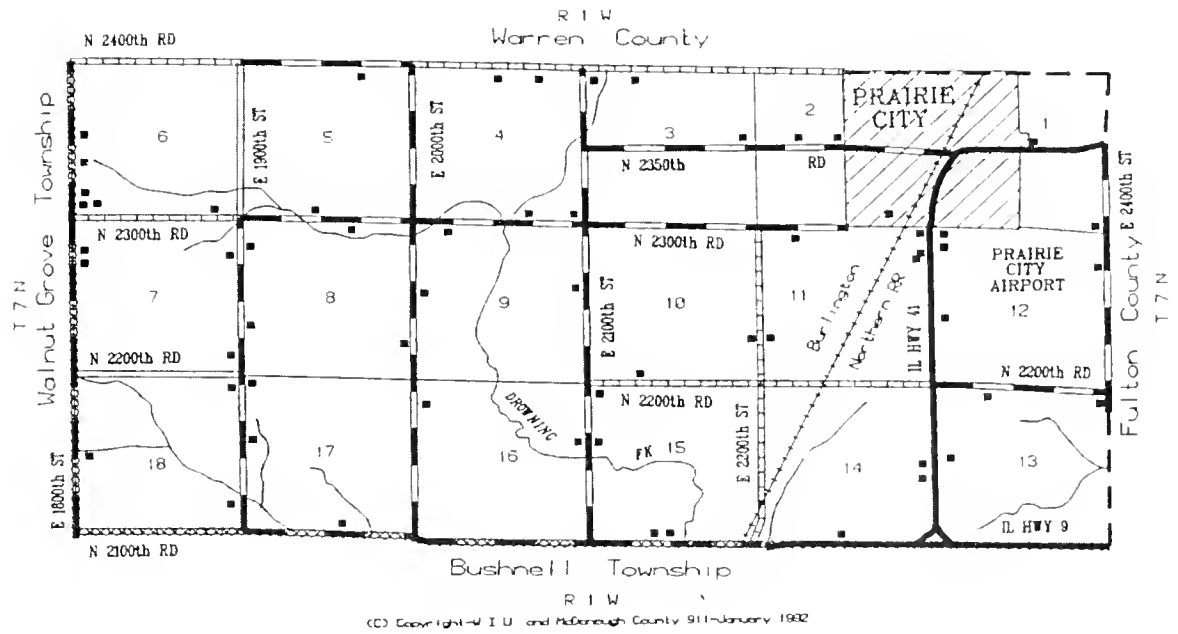 R 1 W
Warren County
N 2400th RD
T 7 N
Walnut Grove Township
6
5
4
3
2
PRAIRIE
CITY
1
E 1900th ST
E 2000th ST
N 2350th RD
E 2400th ST
N 2300th RD
N 2300th RD
7
8
9
10
11
PRAIRIE
CITY
AIRPORT
12
E 2100th ST
Burlington
Northern RR
IL HWY 41
Fulton County
T 7 N
N 2200th RD
N 2200th RD
N 2200th RD
DROWNING
FK
E 2200th ST
18
17
16
15
14
13
E 1800th ST
IL HWY 9
N 2100th RD
Bushnell Township
R 1 W
(C) Copyright-W I U and McDonough County 911-January 1992